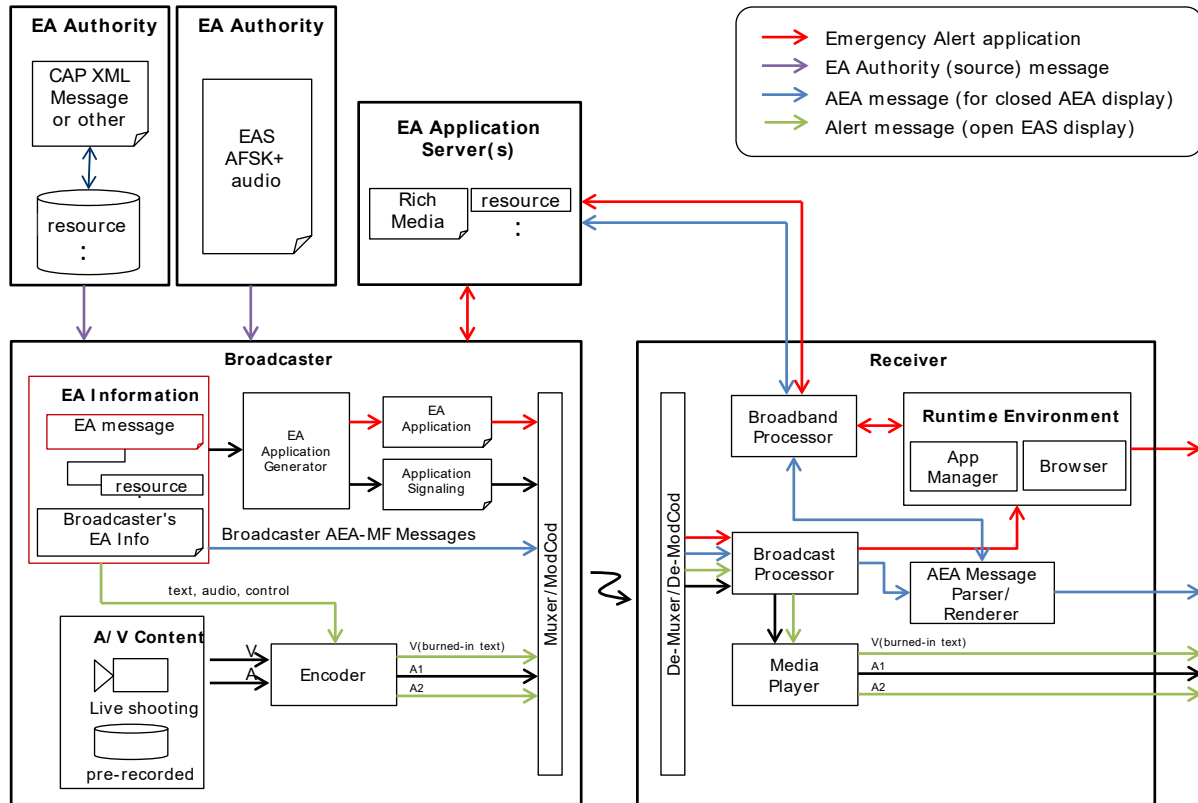 EA Authority
CAP XML
Message
or other
resource
:
EA Authority
EAS
AFSK+
audio
EA Application
Server(s)
Rich
Media
resource
:
Emergency Alert application
EA Authority (source) message
AEA message (for closed AEA display)
Alert message (open EAS display)
Broadcaster
EA Information
EA message
resource
:
Broadcaster's
EA Info
EA
Application
Generator
EA
Application
Application
Signaling
Broadcaster AEA-MF Messages
text, audio, control
A/V Content
Live shooting
pre-recorded
V
A
Encoder
V(burned-in text)
A1
A2
Muxer/ModCod
Receiver
De-Muxer/De-ModCod
Broadband
Processor
Runtime Environment
App
Manager
Browser
Broadcast
Processor
AEA Message
Parser/
Renderer
Media
Player
V(burned-in text)
A1
A2